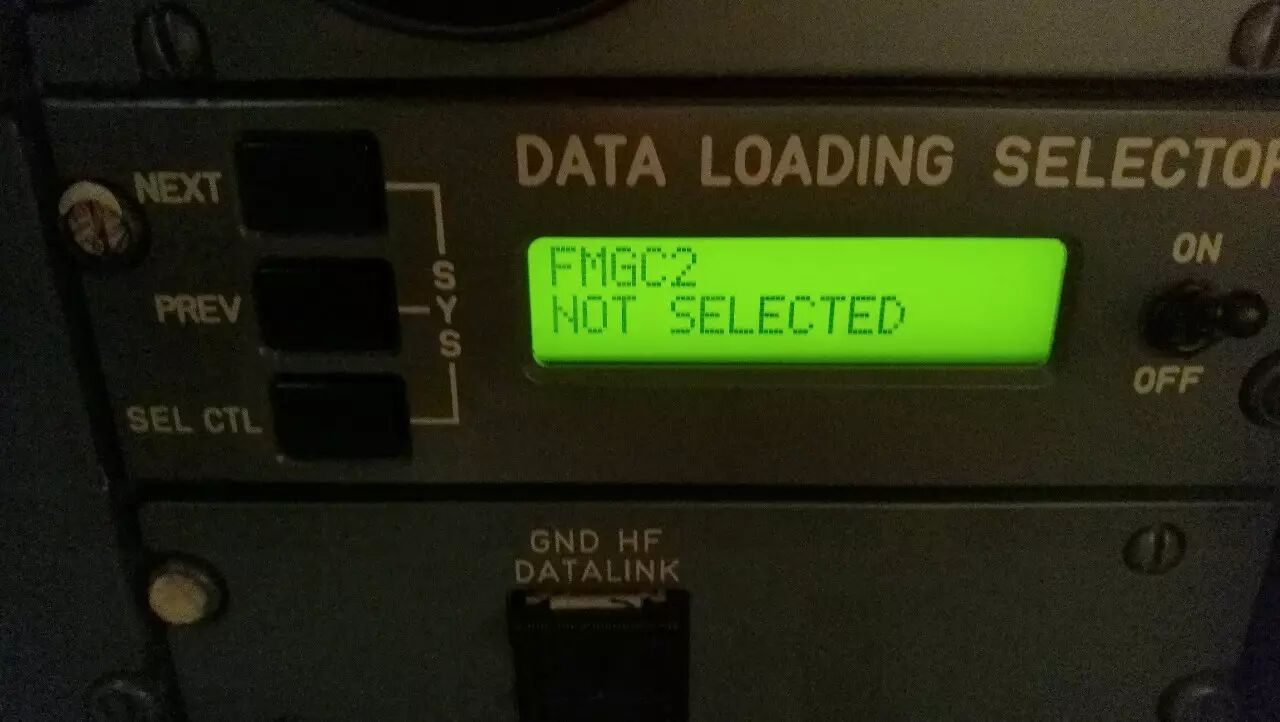 DATA LOADING SELECTOR
NEXT
PREV
SEL CTL
SYS
FMGC2
NOT SELECTED
ON
OFF
GND HF
DATALINK